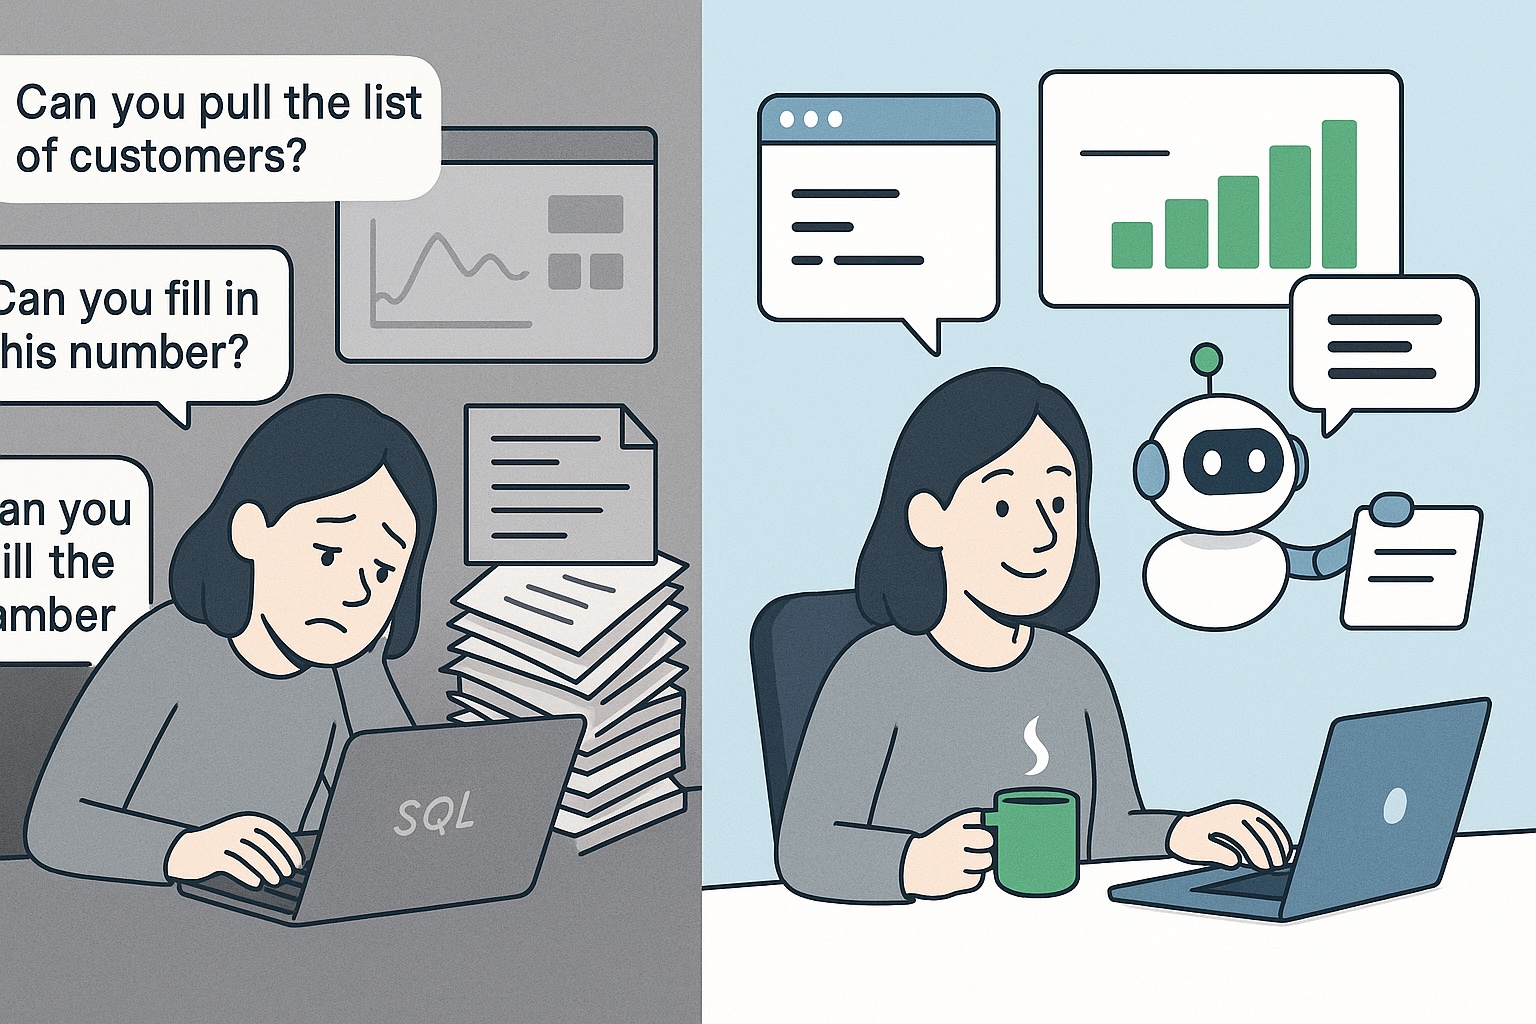 Can you pull the list
of customers?
Can you fill in
his number?
an you
ill the
amber
SQL